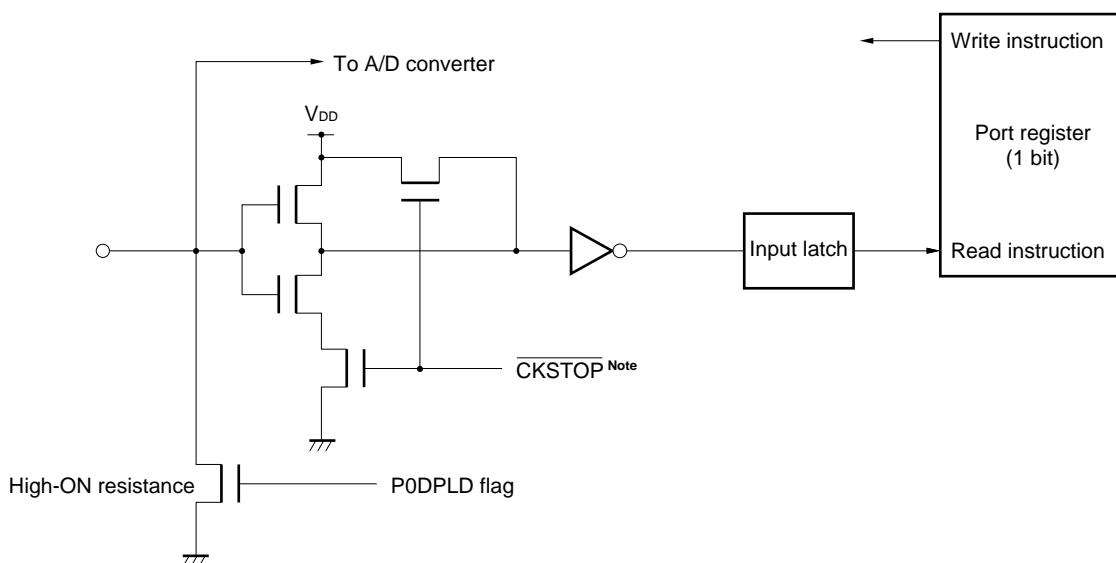 Write instruction
To A/D converter
VDD
Port register
(1 bit)
Input latch
Read instruction
CKSTOP Note
High-ON resistance
P0DPLD flag